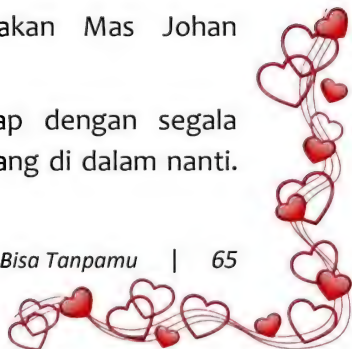 akan Mas Johan
ap dengan segala
ang di dalam nanti.
Bisa Tanpamu | 65